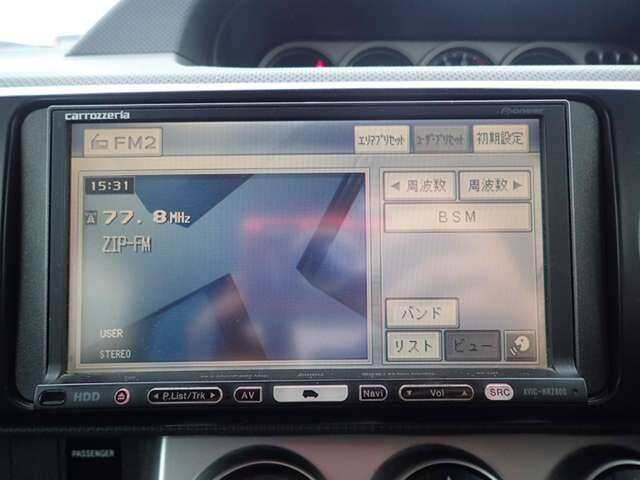 carrozzeria
Pioneer
FM2
エリアプリセット ユーザープリセット 初期設定
15:31
77.8MHz
ZIP-FM
USER
STEREO
◀周波数 周波数▶
BSM
バンド
リスト ビュー
HDD P.List/Trk AV Navi Vol SRC
PASSENGER